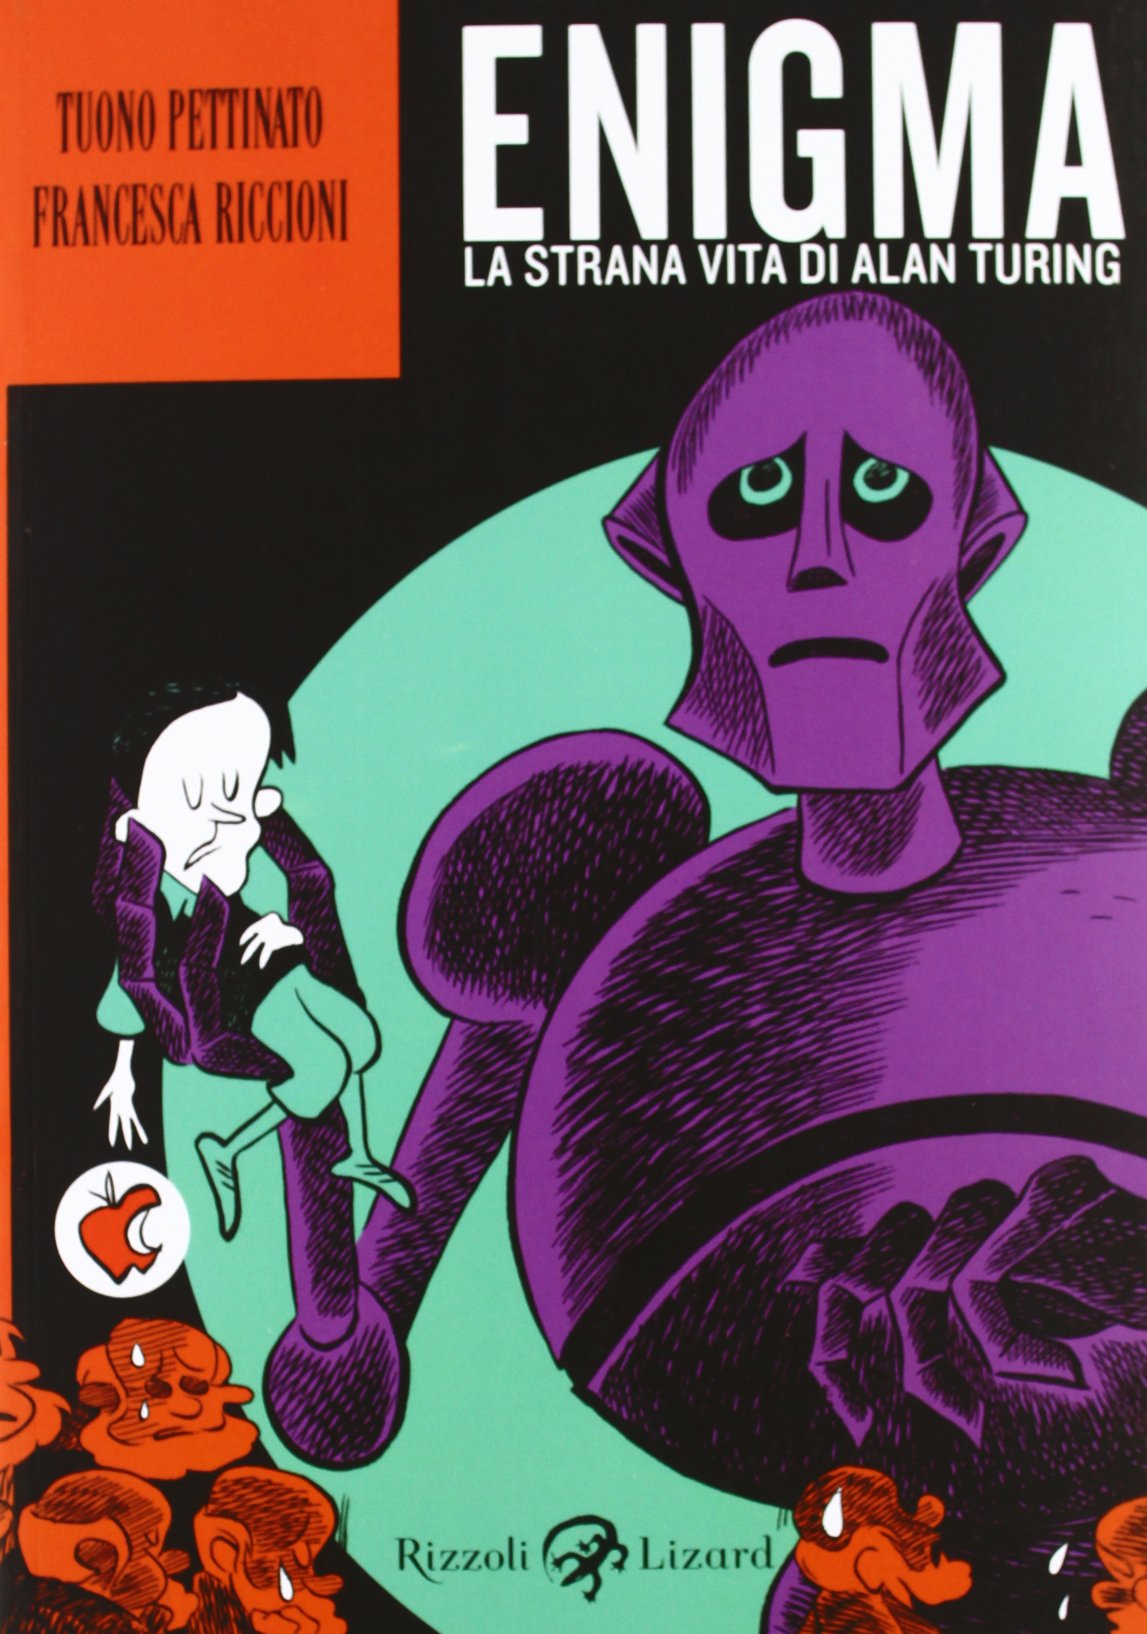 TUONO PETTINATO
FRANCESCA RICCIONI
ENIGMA
LA STRANA VITA DI ALAN TURING
Rizzoli Lizard